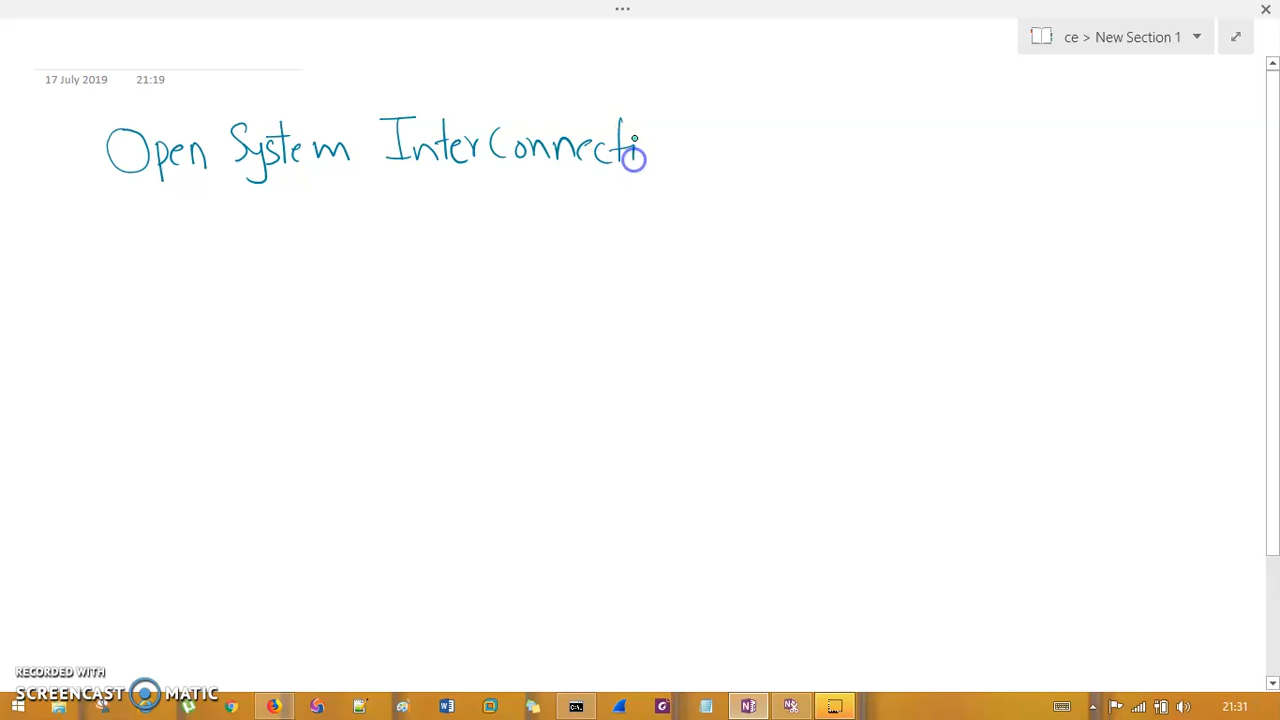 ce > New Section 1
17 July 2019 21:19
Open System InterConnecti
RECORDED WITH
SCREENCAST MATIC
21:31